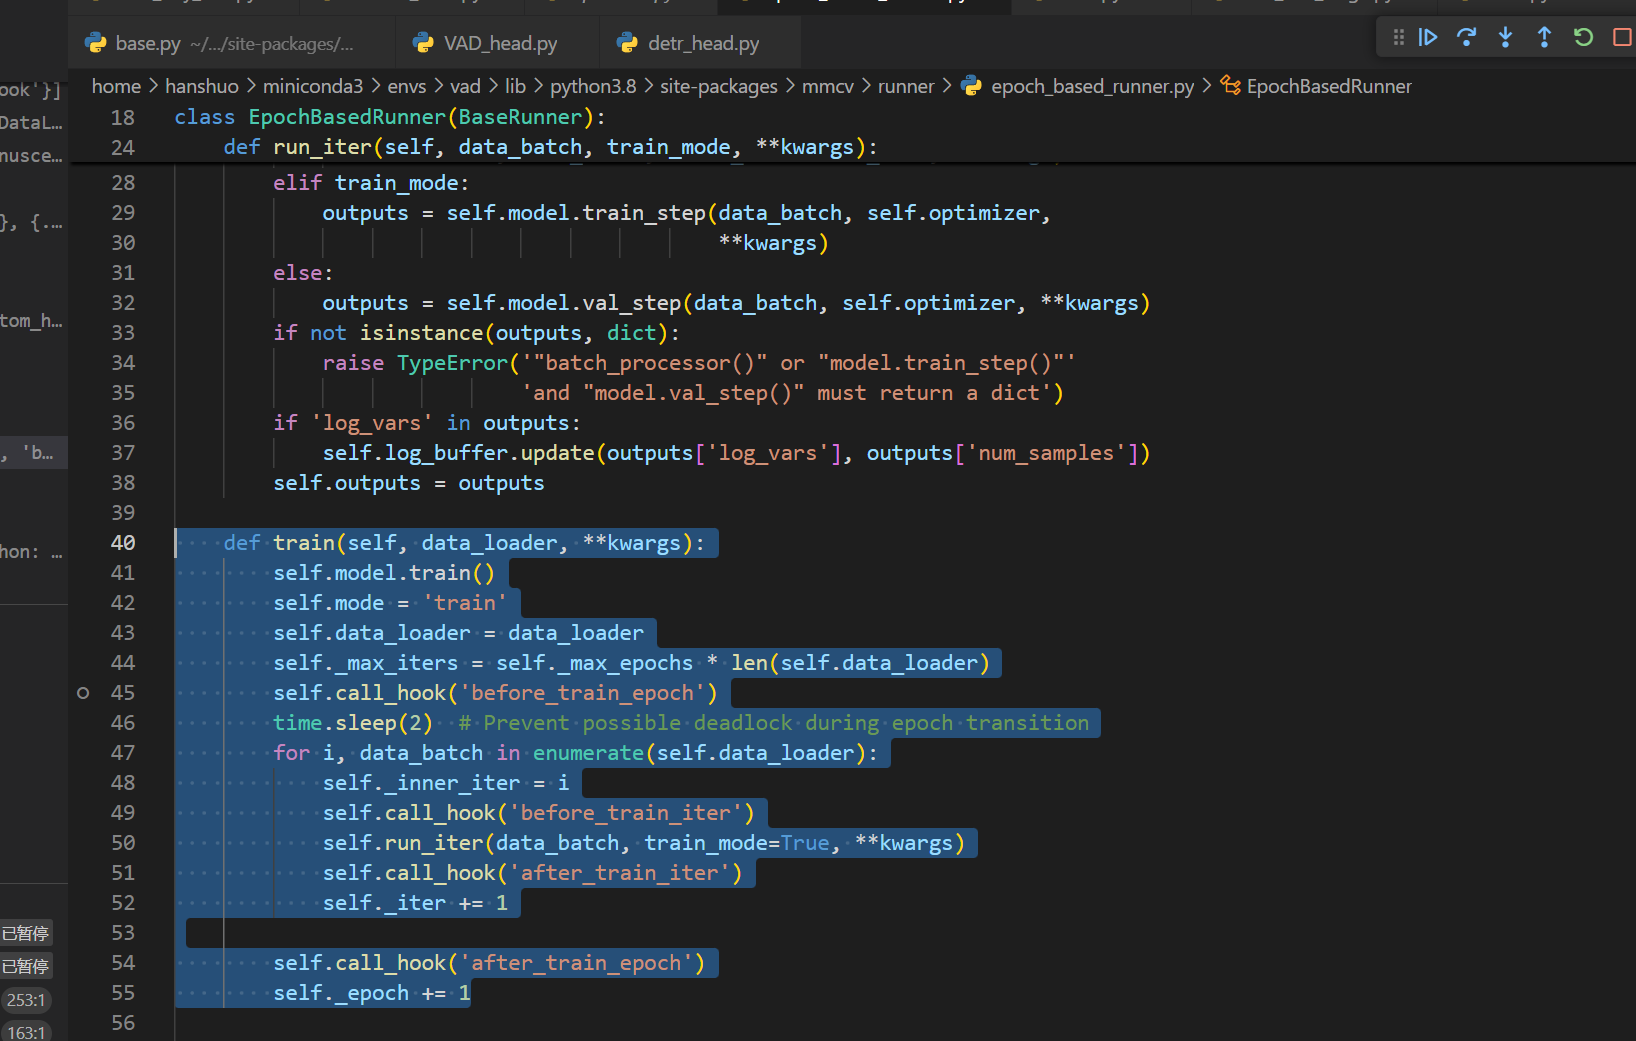 base.py ~/.../site-packages/...
VAD_head.py
detr_head.py
home > hanshuo > miniconda3 > envs > vad > lib > python3.8 > site-packages > mmcv > runner > epoch_based_runner.py > EpochBasedRunner
ook'}]
DataL...
nusce...
}, {....
tom_h...
, 'b...
hon: ...
已暂停
已暂停
253:1
163:1
18 class EpochBasedRunner(BaseRunner):
24 def run_iter(self, data_batch, train_mode, **kwargs):
28 elif train_mode:
29 outputs = self.model.train_step(data_batch, self.optimizer,
30 **kwargs)
31 else:
32 outputs = self.model.val_step(data_batch, self.optimizer, **kwargs)
33 if not isinstance(outputs, dict):
34 raise TypeError('"batch_processor()" or "model.train_step()"'
35 'and "model.val_step()" must return a dict')
36 if 'log_vars' in outputs:
37 self.log_buffer.update(outputs['log_vars'], outputs['num_samples'])
38 self.outputs = outputs
39
40 def train(self, data_loader, **kwargs):
41 self.model.train()
42 self.mode = 'train'
43 self.data_loader = data_loader
44 self._max_iters = self._max_epochs * len(self.data_loader)
45 self.call_hook('before_train_epoch')
46 time.sleep(2)  # Prevent possible deadlock during epoch transition
47 for i, data_batch in enumerate(self.data_loader):
48 self._inner_iter = i
49 self.call_hook('before_train_iter')
50 self.run_iter(data_batch, train_mode=True, **kwargs)
51 self.call_hook('after_train_iter')
52 self._iter += 1
53
54 self.call_hook('after_train_epoch')
55 self._epoch += 1
56